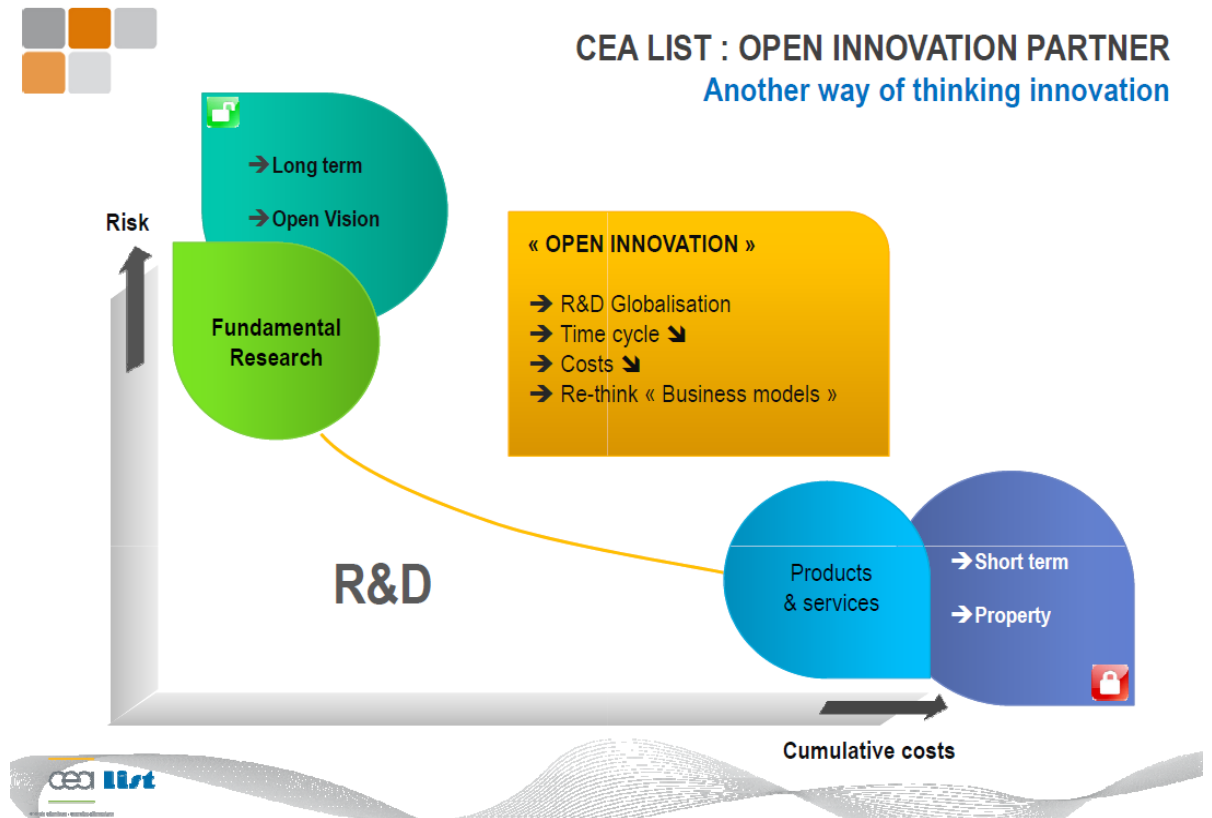 CEA LIST : OPEN INNOVATION PARTNER
Another way of thinking innovation
➔Long term
➔Open Vision
Risk
Fundamental
Research
« OPEN INNOVATION »
➔ R&D Globalisation
➔ Time cycle ➘
➔ Costs ➘
➔ Re-think « Business models »
R&D
Products
& services
➔Short term
➔Property
Cumulative costs
cea list